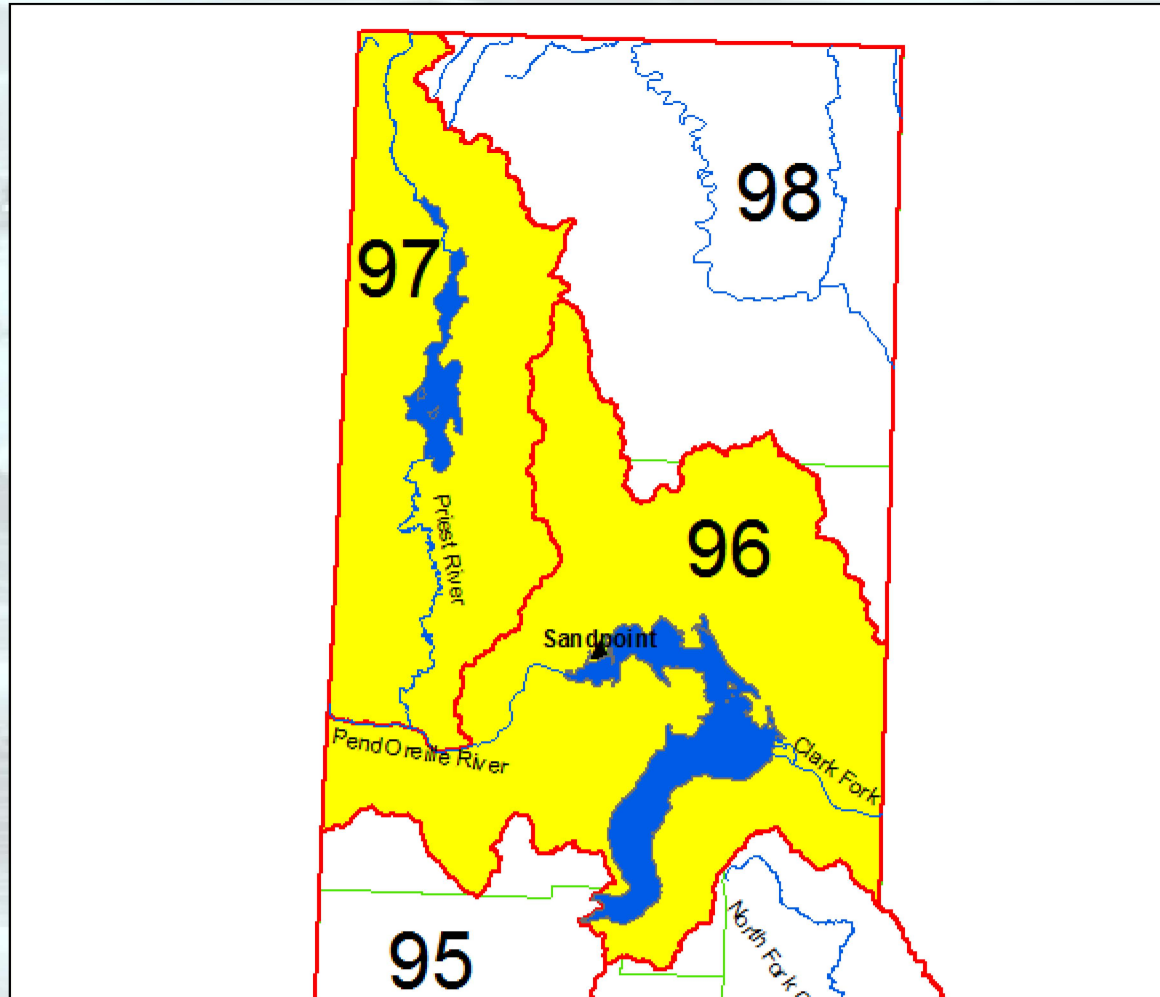 98
97
Priest River
96
Sandpoint
Pend Oreille River
Clark Fork
95
North Fork